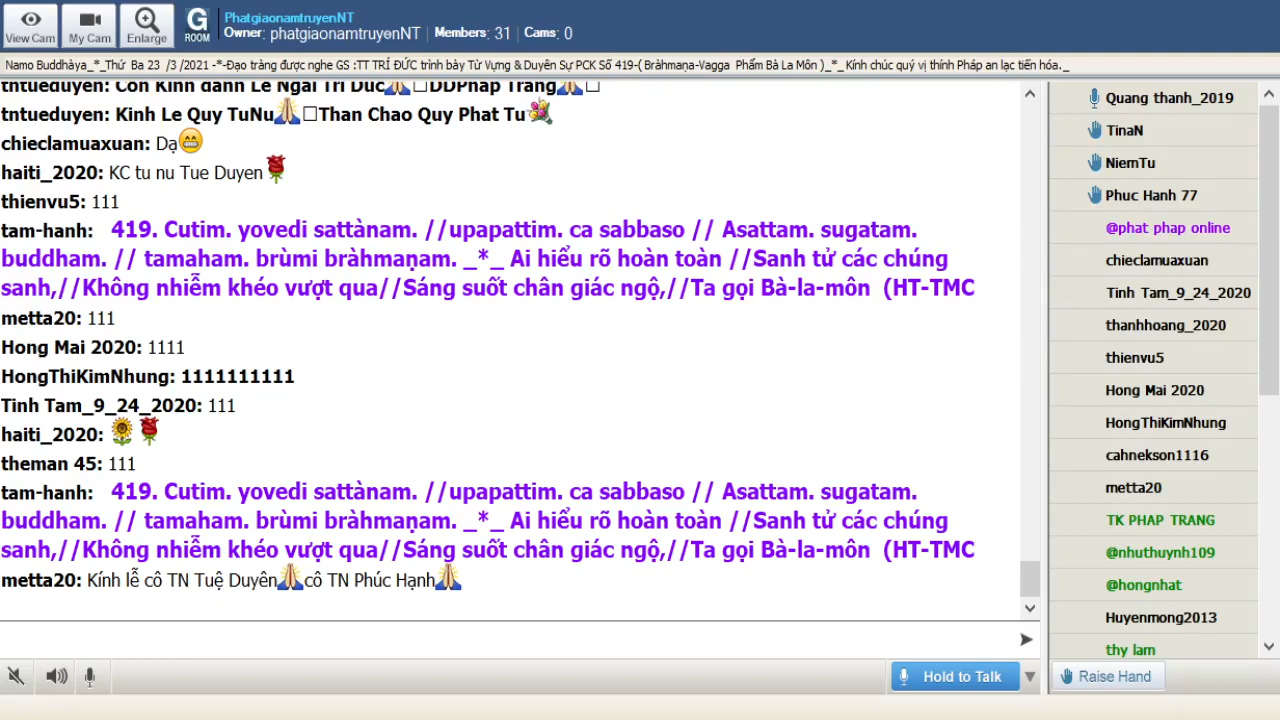 View Cam
My Cam
Enlarge
G
ROOM
PhatgiaonamtruyenNT
Owner: phatgiaonamtruyenNT | Members: 31 | Cams: 0
Namo Buddhàya_*_Thứ Ba 23 /3 /2021 -*-Đạo tràng được nghe GS :TT TRÍ ĐỨC trình bày Từ Vựng & Duyên Sự PCK Số 419-( Bràhmaṇa-Vagga Phẩm Bà La Môn )_*_ Kính chúc quý vị thính Pháp an lạc tiến hóa._
tntueduyen: Con Kinh danh Le Ngai Tri Duc🙏□DDPhap Trang🙏□
tntueduyen: Kinh Le Quy TuNu🙏□Than Chao Quy Phat Tu💐
chieclamuaxuan: Dạ😁
haiti_2020: KC tu nu Tue Duyen🌹
thienvu5: 111
tam-hanh: 419. Cutim. yovedi sattànam. //upapattim. ca sabbaso // Asattam. sugatam.
buddham. // tamaham. brùmi bràhmaṇam. _*_ Ai hiểu rõ hoàn toàn //Sanh tử các chúng
sanh,//Không nhiễm khéo vượt qua//Sáng suốt chân giác ngộ,//Ta gọi Bà-la-môn (HT-TMC
metta20: 111
Hong Mai 2020: 1111
HongThiKimNhung: 1111111111
Tinh Tam_9_24_2020: 111
haiti_2020: 🌻🌹
theman 45: 111
tam-hanh: 419. Cutim. yovedi sattànam. //upapattim. ca sabbaso // Asattam. sugatam.
buddham. // tamaham. brùmi bràhmaṇam. _*_ Ai hiểu rõ hoàn toàn //Sanh tử các chúng
sanh,//Không nhiễm khéo vượt qua//Sáng suốt chân giác ngộ,//Ta gọi Bà-la-môn (HT-TMC
metta20: Kính lễ cô TN Tuệ Duyên🙏cô TN Phúc Hạnh🙏
Hold to Talk
Quang thanh_2019
TinaN
NiemTu
Phuc Hanh 77
@phat phap online
chieclamuaxuan
Tinh Tam_9_24_2020
thanhhoang_2020
thienvu5
Hong Mai 2020
HongThiKimNhung
cahnekson1116
metta20
TK PHAP TRANG
@nhuthuynh109
@hongnhat
Huyenmong2013
thy lam
Raise Hand